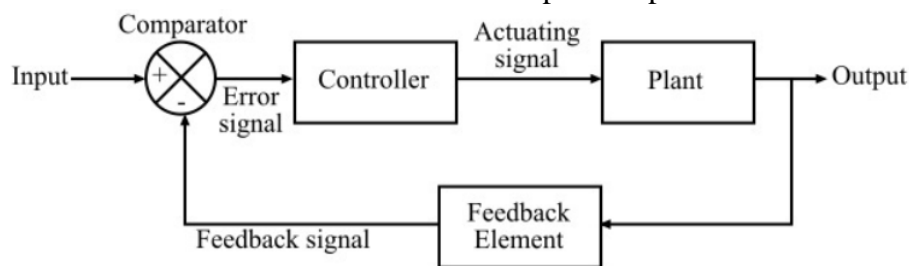 Comparator
Input
+
-
Error
signal
Controller
Actuating
signal
Plant
Output
Feedback signal
Feedback
Element